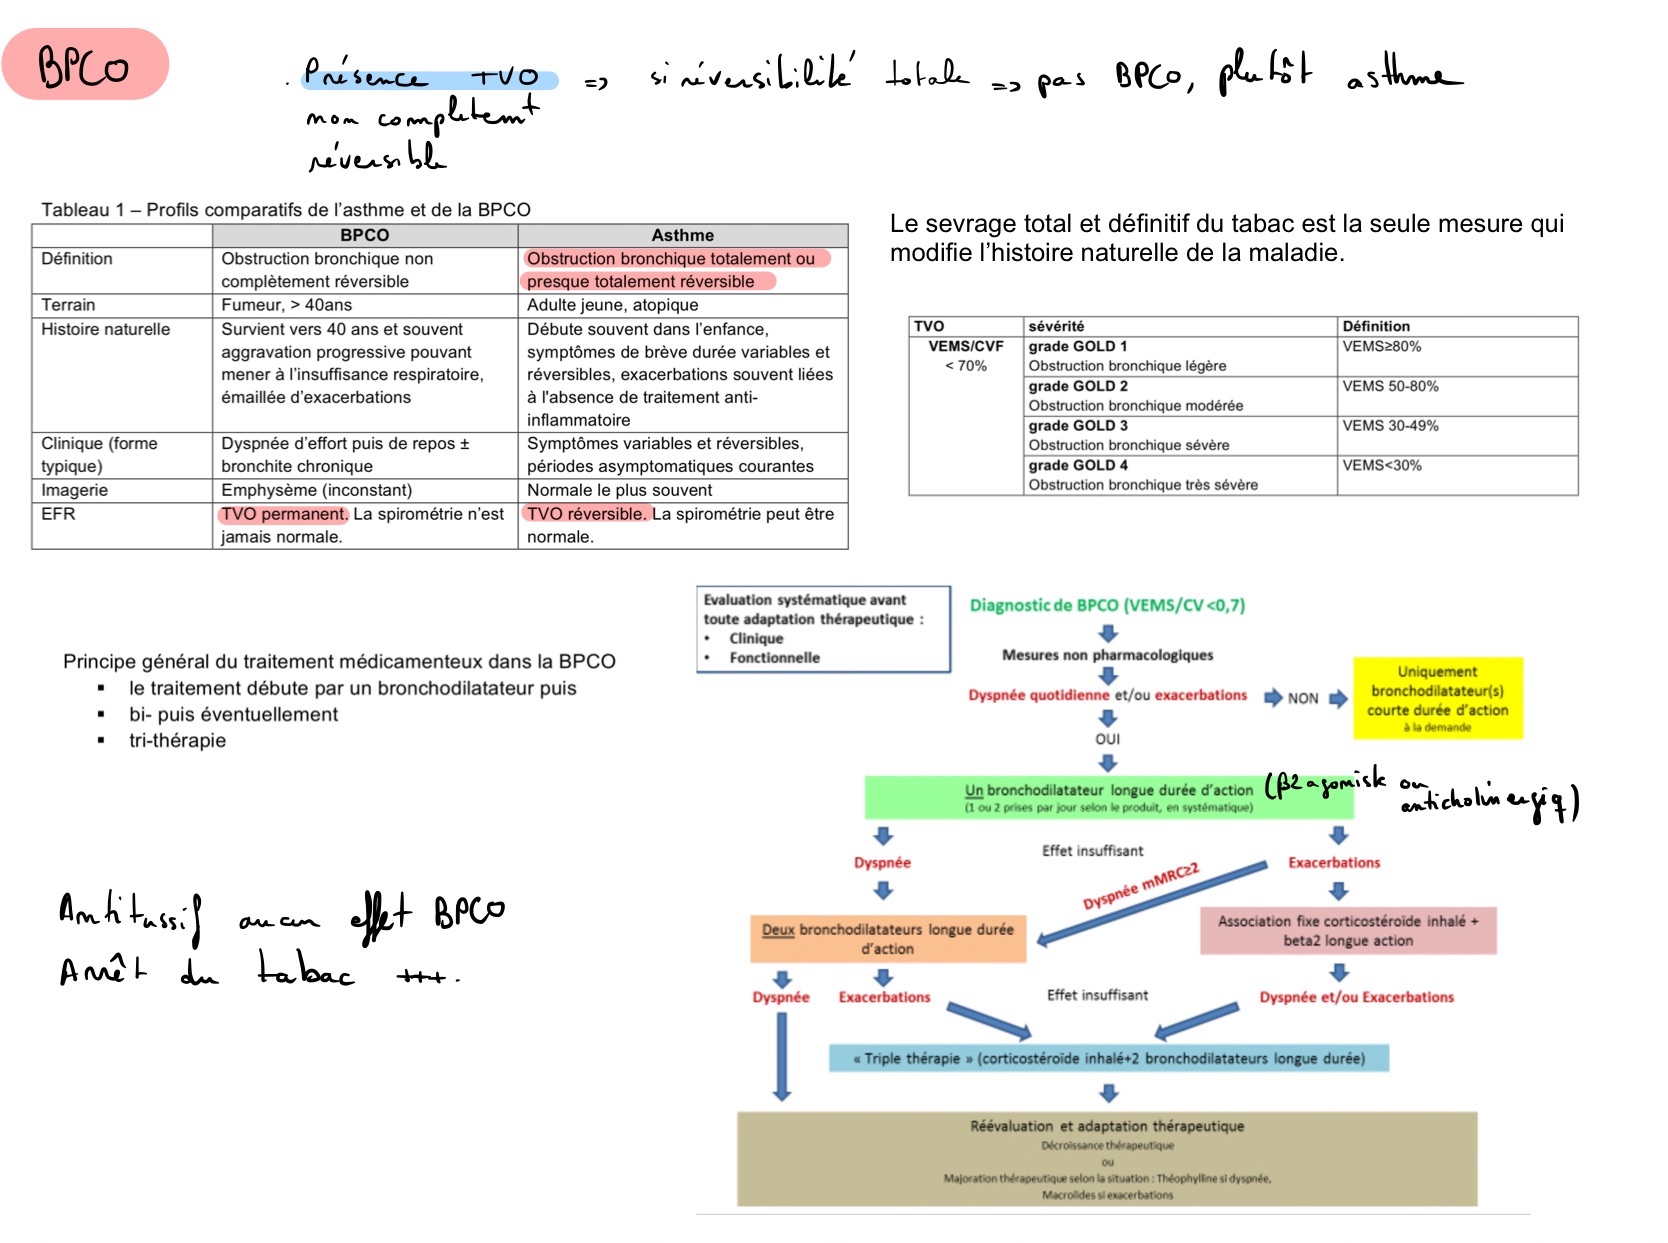 BPCO
. Présence TVO => si réversibilité totale => pas BPCO, plutôt asthme
non completemt
réversible
Tableau 1 – Profils comparatifs de l'asthme et de la BPCO
BPCO Asthme
Définition Obstruction bronchique non complètement réversible Obstruction bronchique totalement ou presque totalement réversible
Terrain Fumeur, > 40ans Adulte jeune, atopique
Histoire naturelle Survient vers 40 ans et souvent aggravation progressive pouvant mener à l'insuffisance respiratoire, émaillée d'exacerbations Débute souvent dans l'enfance, symptômes de brève durée variables et réversibles, exacerbations souvent liées à l'absence de traitement anti-inflammatoire
Clinique (forme typique) Dyspnée d'effort puis de repos ± bronchite chronique Symptômes variables et réversibles, périodes asymptomatiques courantes
Imagerie Emphysème (inconstant) Normale le plus souvent
EFR TVO permanent. La spirométrie n'est jamais normale. TVO réversible. La spirométrie peut être normale.
Le sevrage total et définitif du tabac est la seule mesure qui
modifie l'histoire naturelle de la maladie.
TVO sévérité Définition
VEMS/CVF < 70% grade GOLD 1 VEMS≥80%
Obstruction bronchique légère
grade GOLD 2 VEMS 50-80%
Obstruction bronchique modérée
grade GOLD 3 VEMS 30-49%
Obstruction bronchique sévère
grade GOLD 4 VEMS<30%
Obstruction bronchique très sévère
Principe général du traitement médicamenteux dans la BPCO
▪ le traitement débute par un bronchodilatateur puis
▪ bi- puis éventuellement
▪ tri-thérapie
Antitussif aucun effet BPCO
Arrêt du tabac +++.
Evaluation systématique avant
toute adaptation thérapeutique :
• Clinique
• Fonctionnelle
Diagnostic de BPCO (VEMS/CV <0,7)
Mesures non pharmacologiques
Dyspnée quotidienne et/ou exacerbations
NON
Uniquement
bronchodilatateur(s)
courte durée d'action
à la demande
OUI
Un bronchodilatateur longue durée d'action
(1 ou 2 prises par jour selon le produit, en systématique)
(β2 agonist ou
anticholinergiq)
Dyspnée
Effet insuffisant
Exacerbations
Dyspnée mMRC≥2
Deux bronchodilatateurs longue durée
d'action
Association fixe corticostéroïde inhalé +
beta2 longue action
Dyspnée
Exacerbations
Effet insuffisant
Dyspnée et/ou Exacerbations
« Triple thérapie » (corticostéroïde inhalé+2 bronchodilatateurs longue durée)
Réévaluation et adaptation thérapeutique
Décroissance thérapeutique
ou
Majoration thérapeutique selon la situation : Théophylline si dyspnée,
Macrolides si exacerbations